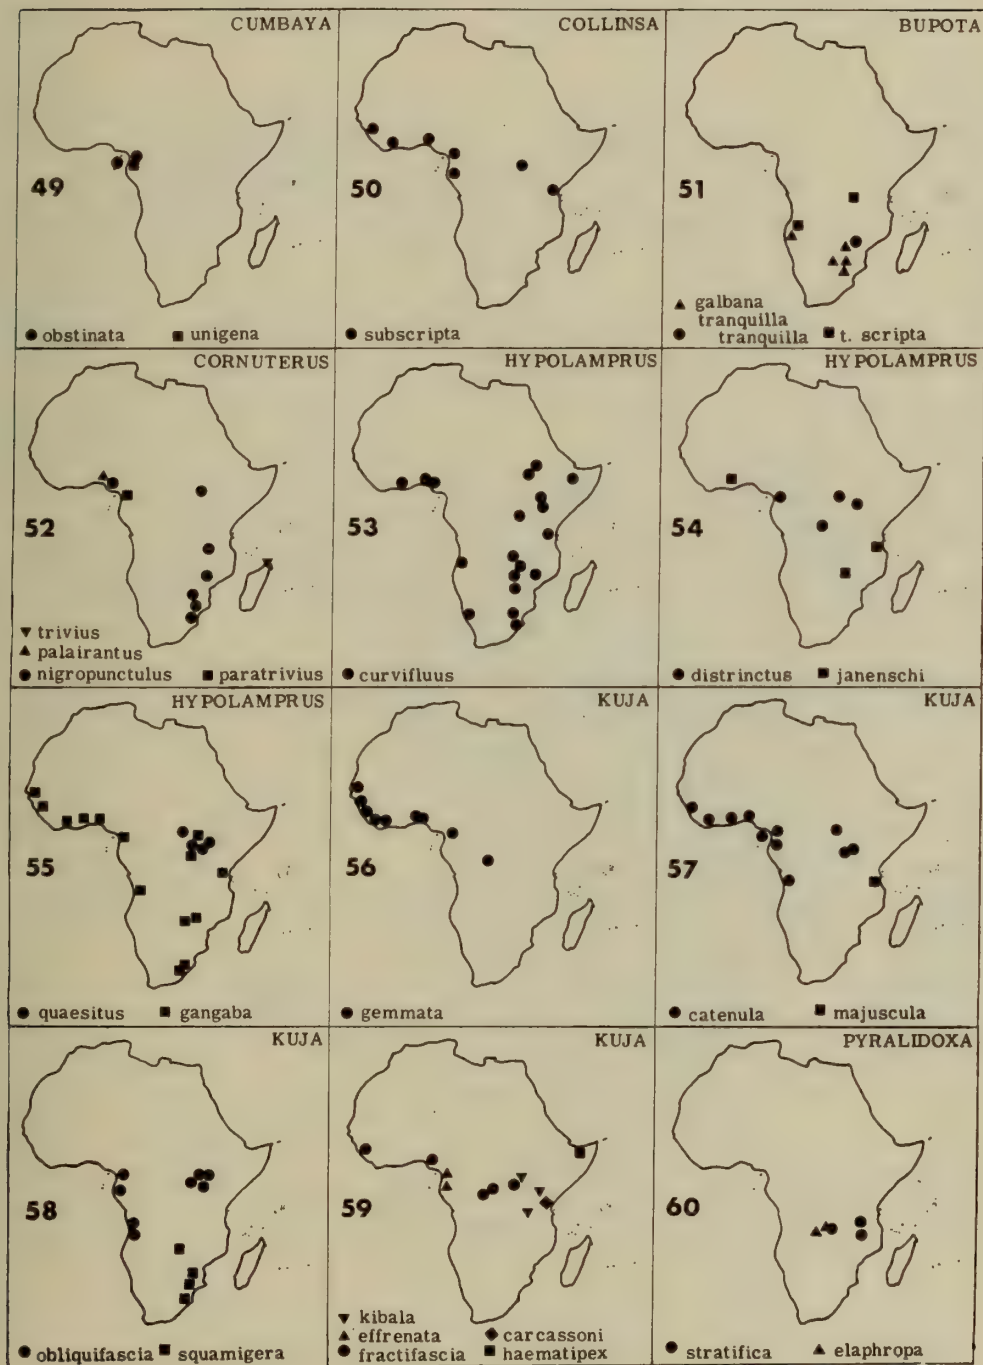 CUMBAYA
49
obstinata unigena
COLLINSA
50
subscripta
BUPOTA
51
galbana
tranquilla
tranquilla t. scripta
CORNUTERUS
52
trivius
palairantus
nigropunctulus paratrivius
HYPOLAMPRUS
53
curvifluus
HYPOLAMPRUS
54
distrinctus janenschi
HYPOLAMPRUS
55
quaesitus gangaba
KUJA
56
gemmata
KUJA
57
catenula majuscula
KUJA
58
obliquifascia squamigera
KUJA
59
kibala
effrenata carcassoni
fractifascia haematipex
PYRALIDOXA
60
stratifica elaphropa